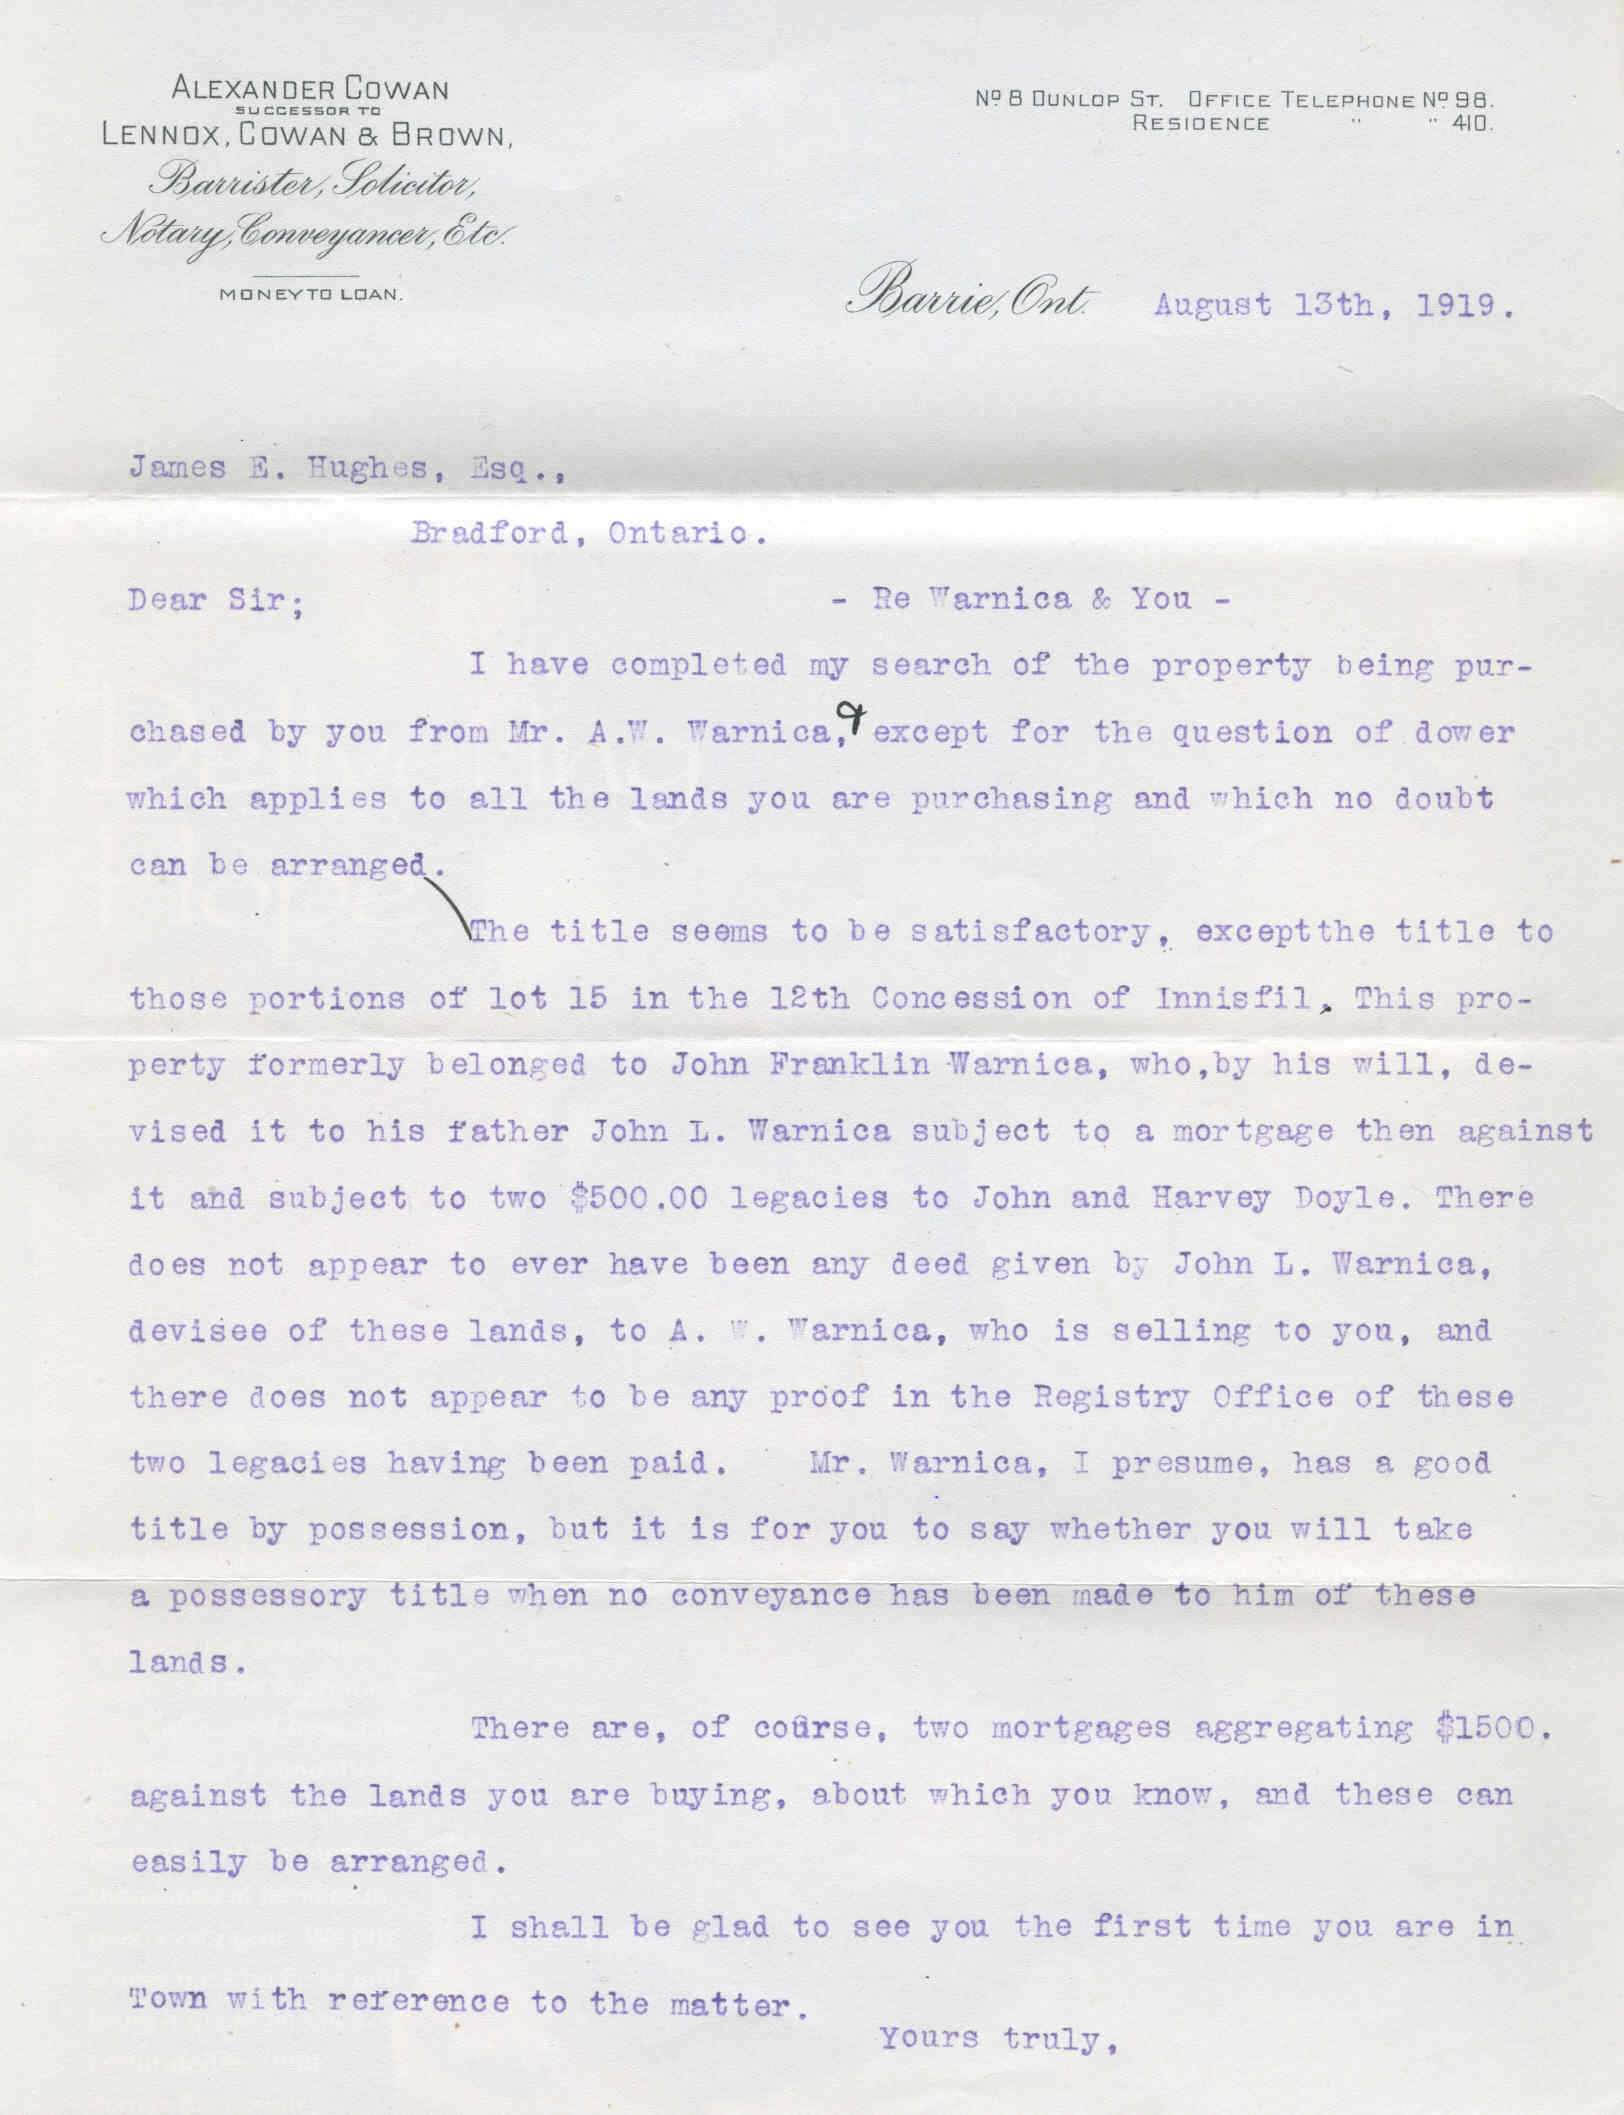 ALEXANDER COWAN
SUCCESSOR TO
LENNOX, COWAN & BROWN,
Barrister, Solicitor,
Notary, Conveyancer, Etc.
MONEY TO LOAN.
No. 8 DUNLOP ST. OFFICE TELEPHONE No. 98.
RESIDENCE " " 410.
Barrie, Ont. August 13th, 1919.
James E. Hughes, Esq.,
Bradford, Ontario.
Dear Sir; - Re Warnica & You -
I have completed my search of the property being pur-
chased by you from Mr. A.W. Warnica, & except for the question of dower
which applies to all the lands you are purchasing and which no doubt
can be arranged.
The title seems to be satisfactory, exceptthe title to
those portions of lot 15 in the 12th Concession of Innisfil. This pro-
perty formerly belonged to John Franklin Warnica, who,by his will, de-
vised it to his father John L. Warnica subject to a mortgage then against
it and subject to two $500.00 legacies to John and Harvey Doyle. There
does not appear to ever have been any deed given by John L. Warnica,
devisee of these lands, to A. W. Warnica, who is selling to you, and
there does not appear to be any proof in the Registry Office of these
two legacies having been paid. Mr. Warnica, I presume, has a good
title by possession, but it is for you to say whether you will take
a possessory title when no conveyance has been made to him of these
lands.
There are, of course, two mortgages aggregating $1500.
against the lands you are buying, about which you know, and these can
easily be arranged.
I shall be glad to see you the first time you are in
Town with reference to the matter.
Yours truly,